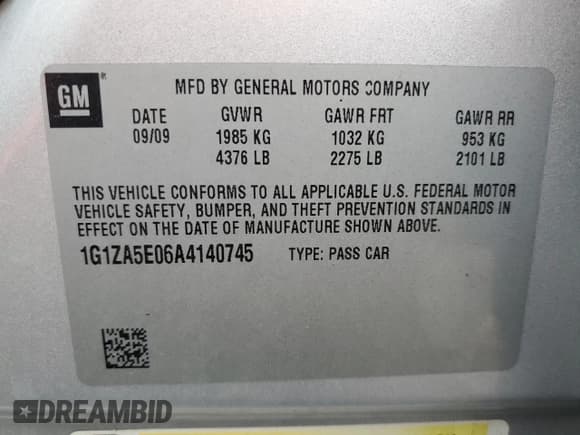 GM
MFD BY GENERAL MOTORS COMPANY
DATE GVWR GAWR FRT GAWR RR
09/09 1985 KG 1032 KG 953 KG
4376 LB 2275 LB 2101 LB
THIS VEHICLE CONFORMS TO ALL APPLICABLE U.S. FEDERAL MOTOR
VEHICLE SAFETY, BUMPER, AND THEFT PREVENTION STANDARDS IN
EFFECT ON THE DATE OF MANUFACTURE SHOWN ABOVE.
1G1ZA5E06A4140745 TYPE: PASS CAR
DREAMBID